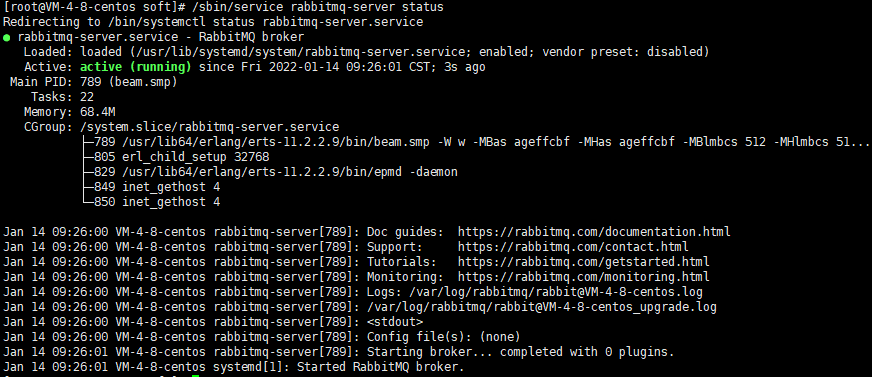 [root@VM-4-8-centos soft]# /sbin/service rabbitmq-server status
Redirecting to /bin/systemctl status rabbitmq-server.service
● rabbitmq-server.service - RabbitMQ broker
   Loaded: loaded (/usr/lib/systemd/system/rabbitmq-server.service; enabled; vendor preset: disabled)
   Active: active (running) since Fri 2022-01-14 09:26:01 CST; 3s ago
 Main PID: 789 (beam.smp)
    Tasks: 22
   Memory: 68.4M
   CGroup: /system.slice/rabbitmq-server.service
           ├─789 /usr/lib64/erlang/erts-11.2.2.9/bin/beam.smp -W w -MBas ageffcbf -MHas ageffcbf -MBlmbcs 512 -MHlmbcs 51...
           ├─805 erl_child_setup 32768
           ├─829 /usr/lib64/erlang/erts-11.2.2.9/bin/epmd -daemon
           ├─849 inet_gethost 4
           └─850 inet_gethost 4

Jan 14 09:26:00 VM-4-8-centos rabbitmq-server[789]: Doc guides:  https://rabbitmq.com/documentation.html
Jan 14 09:26:00 VM-4-8-centos rabbitmq-server[789]: Support:     https://rabbitmq.com/contact.html
Jan 14 09:26:00 VM-4-8-centos rabbitmq-server[789]: Tutorials:   https://rabbitmq.com/getstarted.html
Jan 14 09:26:00 VM-4-8-centos rabbitmq-server[789]: Monitoring:  https://rabbitmq.com/monitoring.html
Jan 14 09:26:00 VM-4-8-centos rabbitmq-server[789]: Logs: /var/log/rabbitmq/rabbit@VM-4-8-centos.log
Jan 14 09:26:00 VM-4-8-centos rabbitmq-server[789]: /var/log/rabbitmq/rabbit@VM-4-8-centos_upgrade.log
Jan 14 09:26:00 VM-4-8-centos rabbitmq-server[789]: <stdout>
Jan 14 09:26:00 VM-4-8-centos rabbitmq-server[789]: Config file(s): (none)
Jan 14 09:26:01 VM-4-8-centos rabbitmq-server[789]: Starting broker... completed with 0 plugins.
Jan 14 09:26:01 VM-4-8-centos systemd[1]: Started RabbitMQ broker.